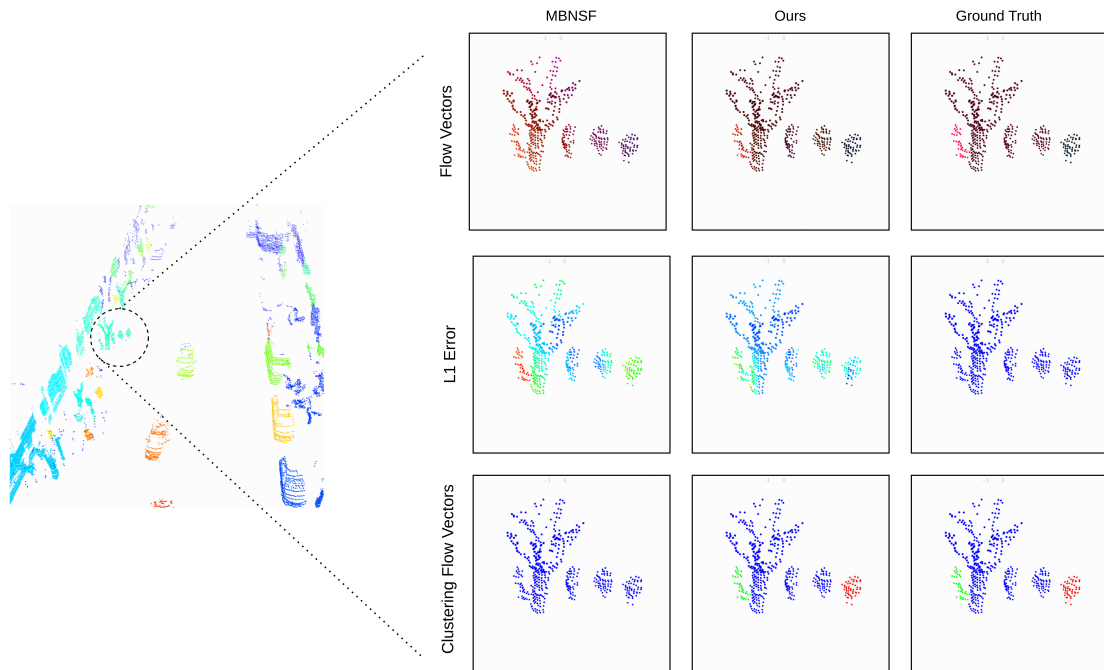 MBNSF
Ours
Ground Truth
Flow Vectors
L1 Error
Clustering Flow Vectors